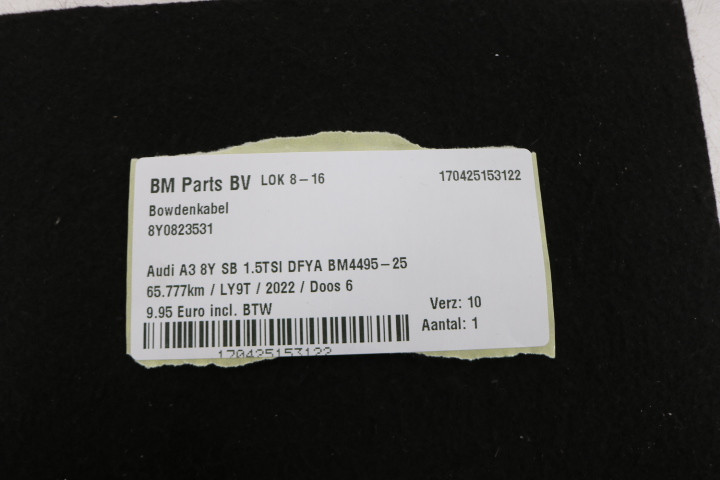 BM Parts BV LOK 8-16 170425153122
Bowdenkabel
8Y0823531
Audi A3 8Y SB 1.5TSI DFYA BM4495-25
65.777km / LY9T / 2022 / Doos 6
9.95 Euro incl. BTW Verz: 10
Aantal: 1
170425153122